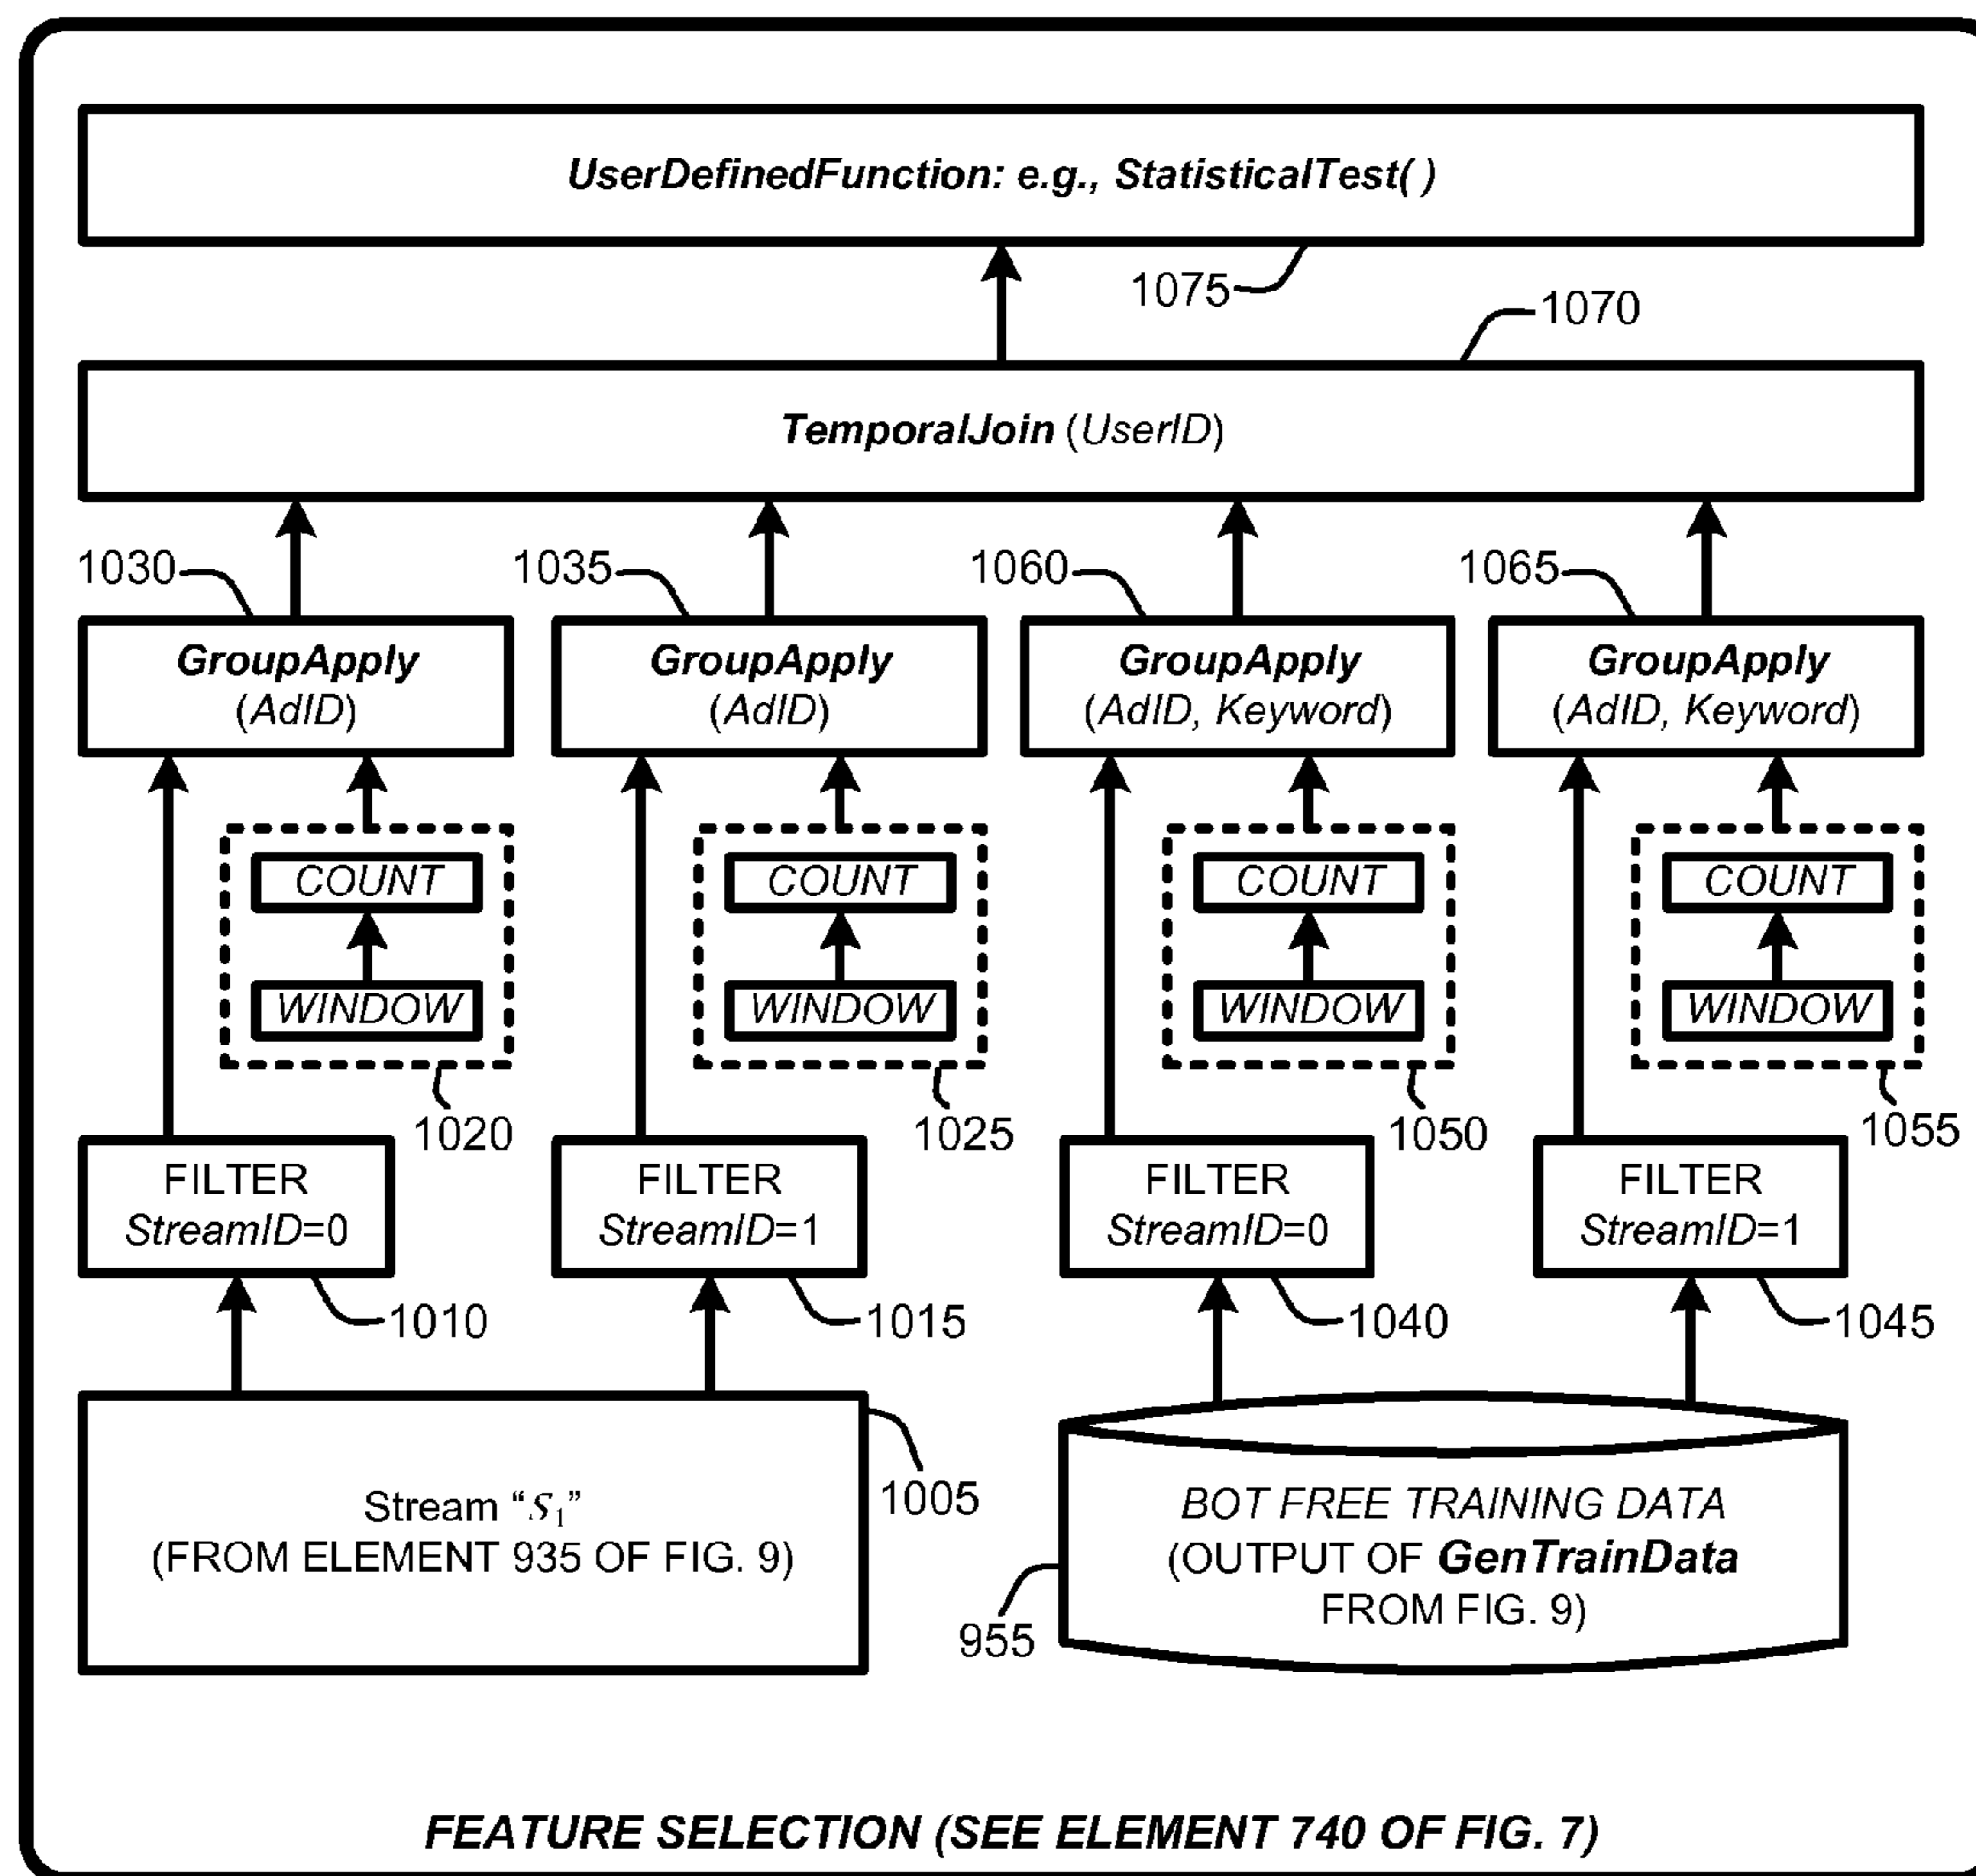 UserDefinedFunction: e.g., StatisticalTest( )
1075
1070
TemporalJoin (UserID)
1030
1035
1060
1065
GroupApply
(AdID)
GroupApply
(AdID)
GroupApply
(AdID, Keyword)
GroupApply
(AdID, Keyword)
COUNT
WINDOW
COUNT
WINDOW
COUNT
WINDOW
COUNT
WINDOW
1020
1025
1050
1055
FILTER
StreamID=0
FILTER
StreamID=1
FILTER
StreamID=0
FILTER
StreamID=1
1010
1015
1040
1045
Stream “S₁”
(FROM ELEMENT 935 OF FIG. 9)
1005
BOT FREE TRAINING DATA
(OUTPUT OF GenTrainData
FROM FIG. 9)
955
FEATURE SELECTION (SEE ELEMENT 740 OF FIG. 7)